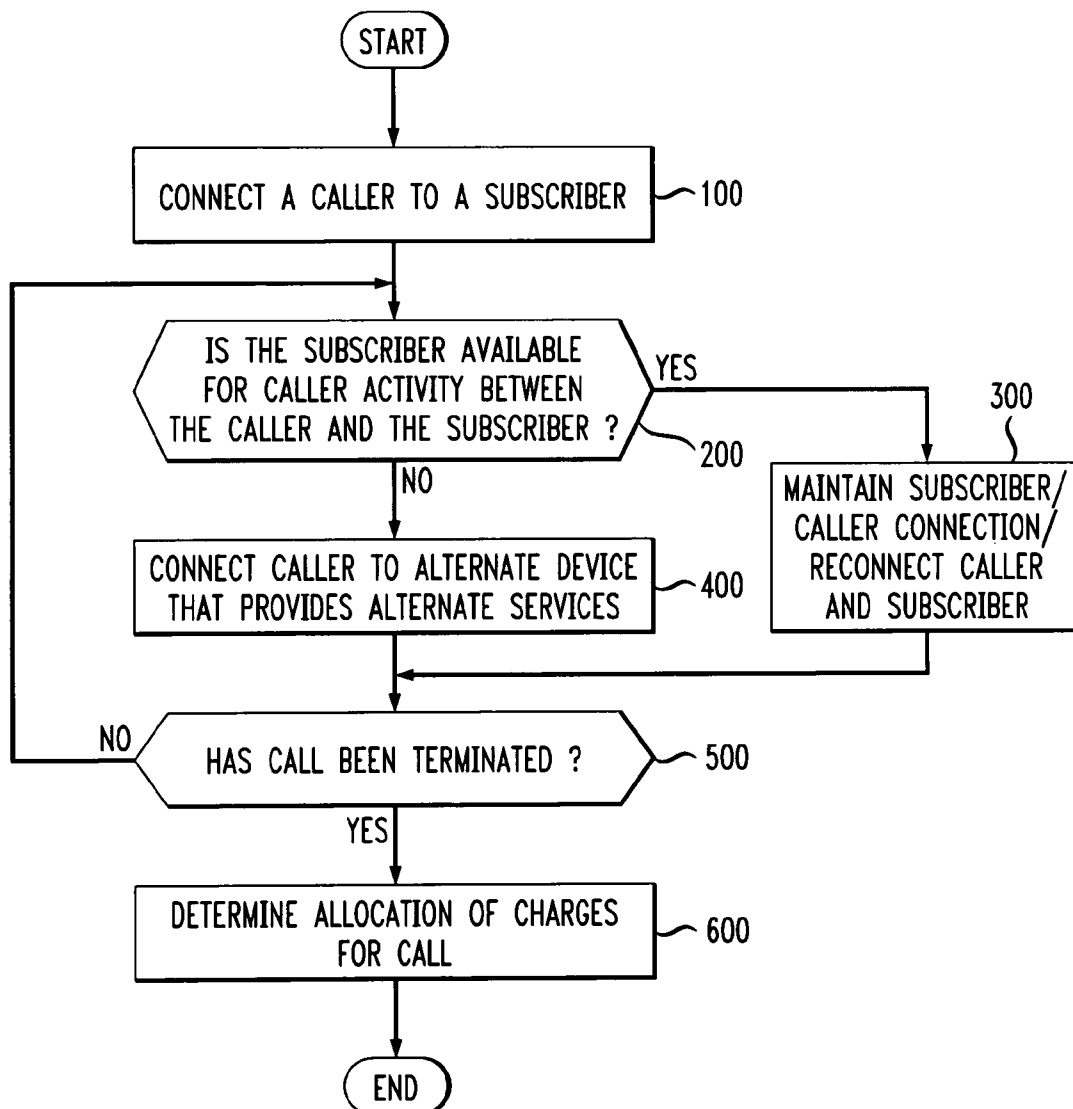 START
CONNECT A CALLER TO A SUBSCRIBER
100
IS THE SUBSCRIBER AVAILABLE
FOR CALLER ACTIVITY BETWEEN
THE CALLER AND THE SUBSCRIBER ?
200
YES
NO
300
MAINTAIN SUBSCRIBER/
CALLER CONNECTION/
RECONNECT CALLER
AND SUBSCRIBER
CONNECT CALLER TO ALTERNATE DEVICE
THAT PROVIDES ALTERNATE SERVICES
400
NO
HAS CALL BEEN TERMINATED ?
500
YES
DETERMINE ALLOCATION OF CHARGES
FOR CALL
600
END